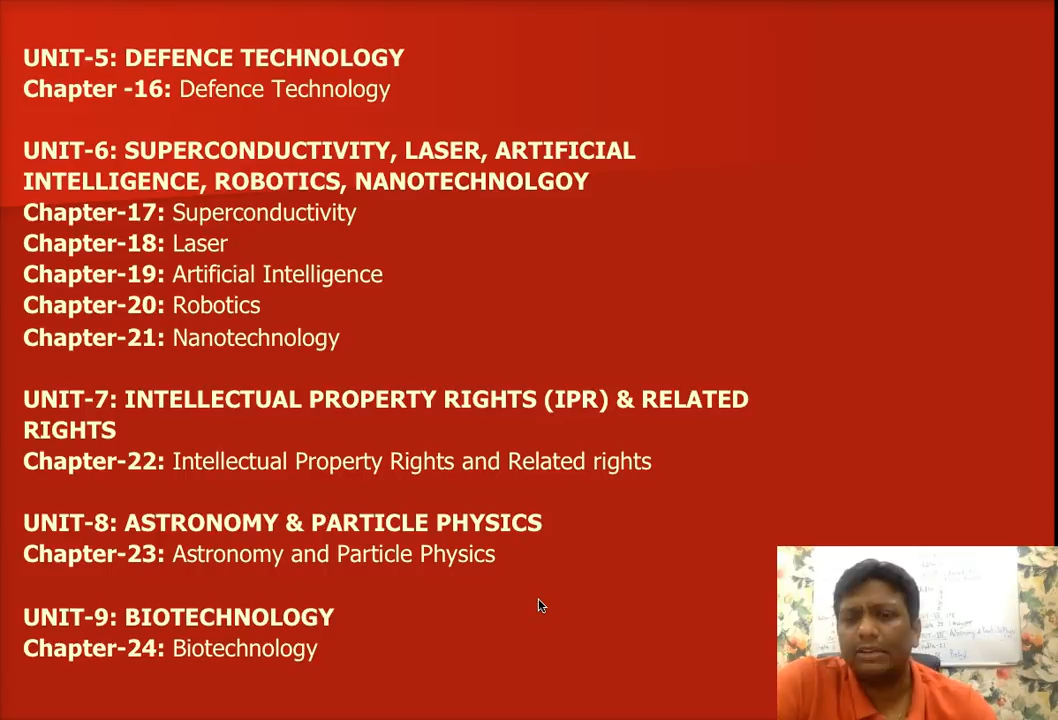 UNIT-5: DEFENCE TECHNOLOGY
Chapter -16: Defence Technology
UNIT-6: SUPERCONDUCTIVITY, LASER, ARTIFICIAL
INTELLIGENCE, ROBOTICS, NANOTECHNOLGOY
Chapter-17: Superconductivity
Chapter-18: Laser
Chapter-19: Artificial Intelligence
Chapter-20: Robotics
Chapter-21: Nanotechnology
UNIT-7: INTELLECTUAL PROPERTY RIGHTS (IPR) & RELATED
RIGHTS
Chapter-22: Intellectual Property Rights and Related rights
UNIT-8: ASTRONOMY & PARTICLE PHYSICS
Chapter-23: Astronomy and Particle Physics
UNIT-9: BIOTECHNOLOGY
Chapter-24: Biotechnology